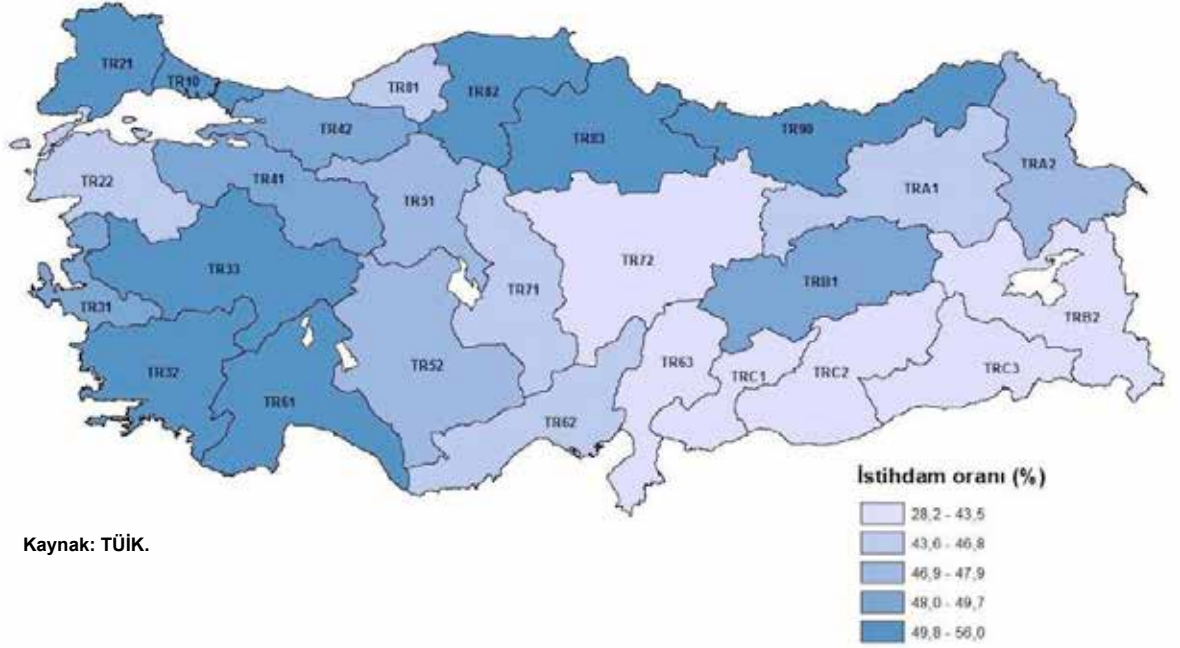 TR21
TR10
TR81
TR82
TR42
TR83
TR90
TRA2
TR22
TR41
TR51
TRA1
TR33
TR72
TR71
TRB1
TR31
TRB2
TR52
TR63
TRC1
TRC2
TRC3
TR32
TR61
TR62
İstihdam oranı (%)
28,2 - 43,5
43,6 - 46,8
46,9 - 47,9
48,0 - 49,7
49,8 - 56,0
Kaynak: TÜİK.